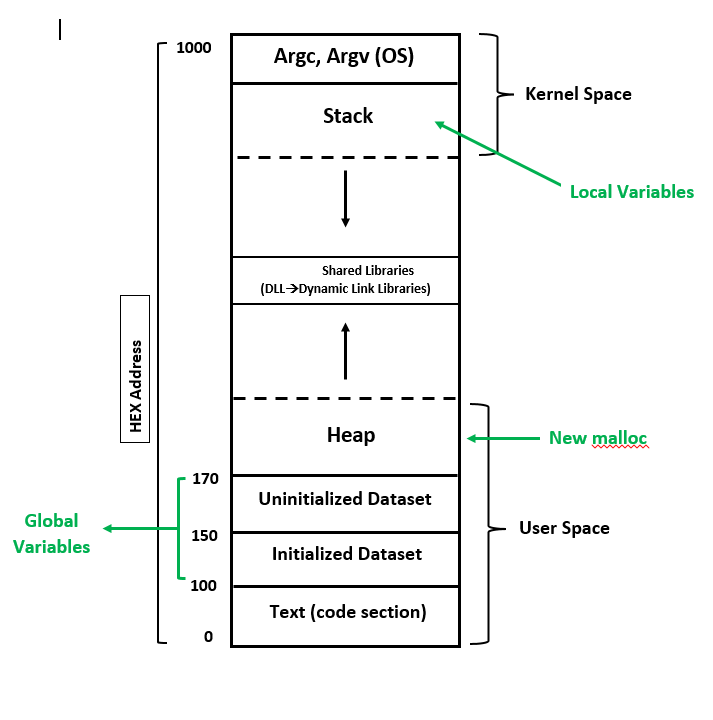 1000
Argc, Argv (OS)
Kernel Space
Stack
Local Variables
Shared Libraries
(DLL→Dynamic Link Libraries)
HEX Address
Heap
New malloc
170
Uninitialized Dataset
Global
Variables
150
User Space
Initialized Dataset
100
Text (code section)
0